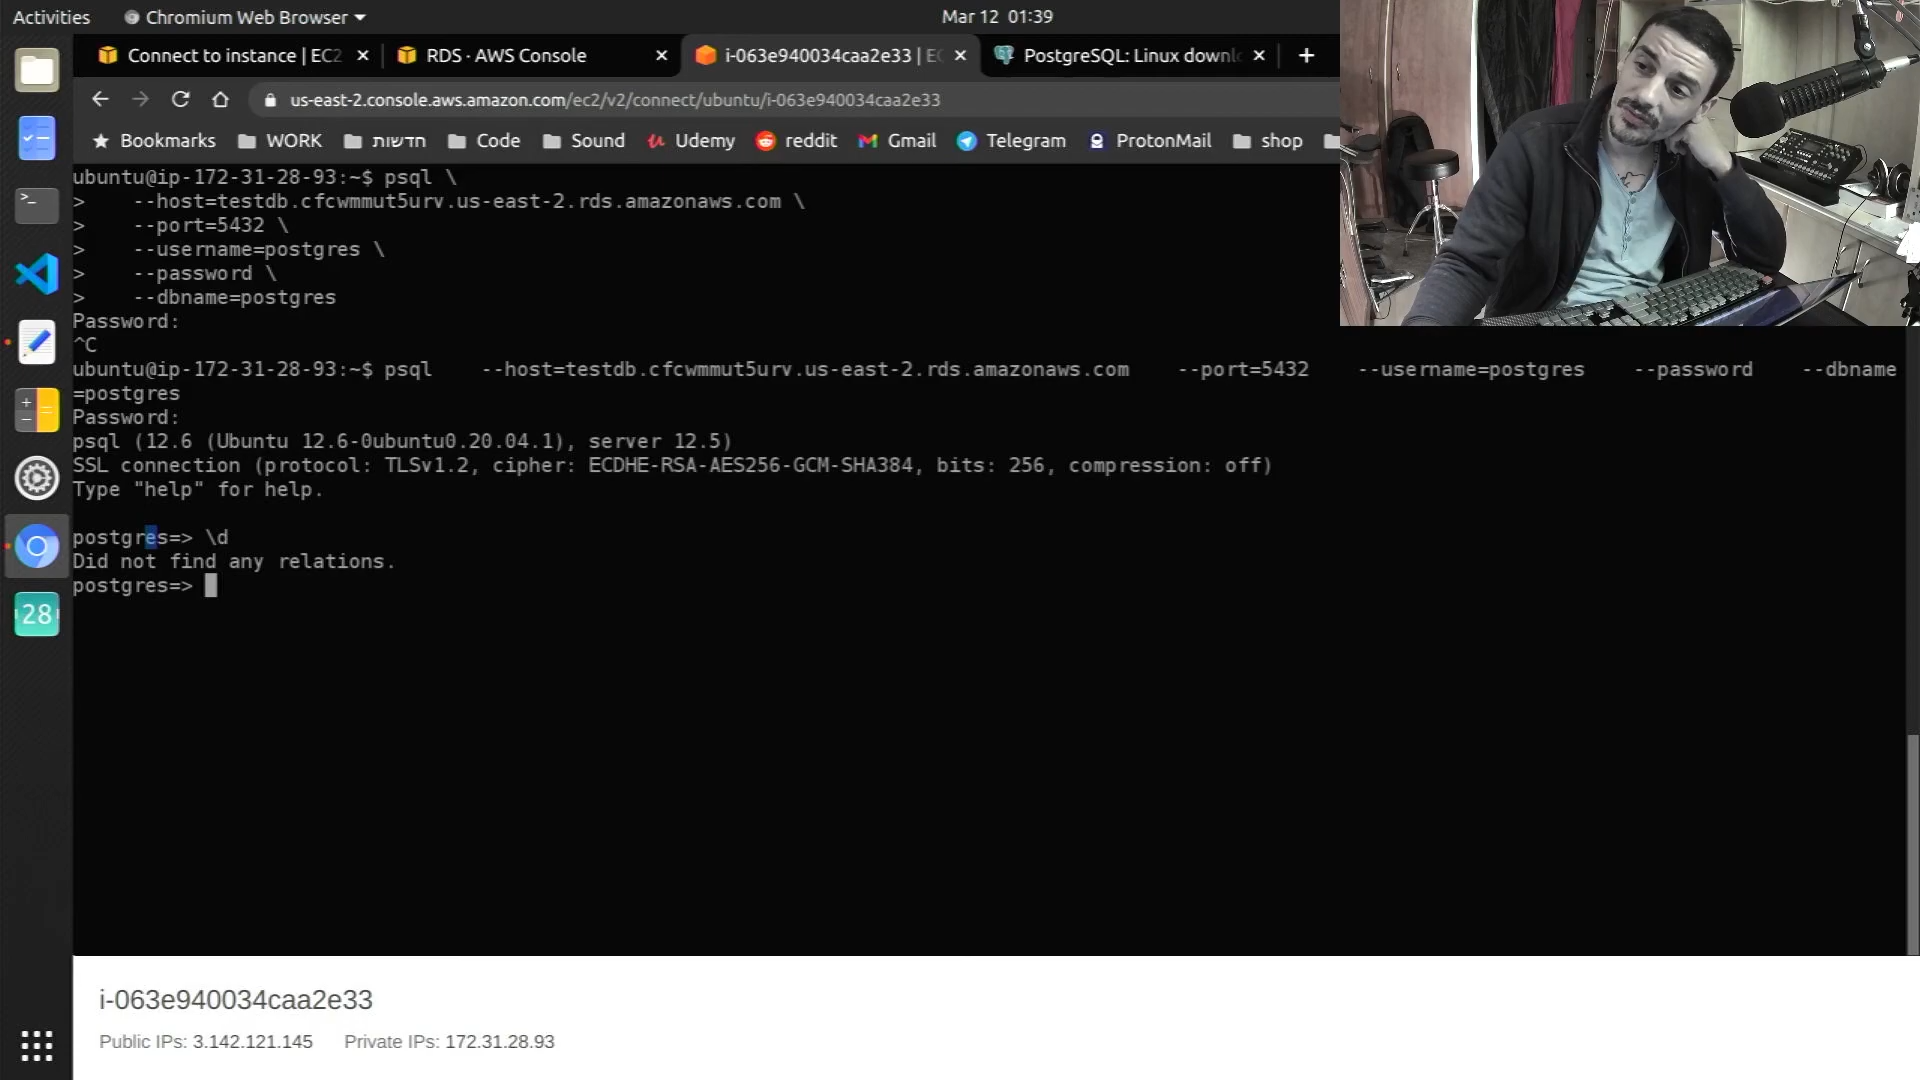 Activities
Chromium Web Browser
Mar 12 01:39
Connect to instance | EC2
RDS · AWS Console
i-063e940034caa2e33 | EC
PostgreSQL: Linux downl
us-east-2.console.aws.amazon.com/ec2/v2/connect/ubuntu/i-063e940034caa2e33
Bookmarks
WORK
חדשות
Code
Sound
Udemy
reddit
Gmail
Telegram
ProtonMail
shop
ubuntu@ip-172-31-28-93:~$ psql \
>    --host=testdb.cfcwmmut5urv.us-east-2.rds.amazonaws.com \
>    --port=5432 \
>    --username=postgres \
>    --password \
>    --dbname=postgres
Password:
^C
ubuntu@ip-172-31-28-93:~$ psql    --host=testdb.cfcwmmut5urv.us-east-2.rds.amazonaws.com    --port=5432    --username=postgres    --password    --dbname
=postgres
Password:
psql (12.6 (Ubuntu 12.6-0ubuntu0.20.04.1), server 12.5)
SSL connection (protocol: TLSv1.2, cipher: ECDHE-RSA-AES256-GCM-SHA384, bits: 256, compression: off)
Type "help" for help.
postgres=> \d
Did not find any relations.
postgres=>
28
i-063e940034caa2e33
Public IPs: 3.142.121.145 Private IPs: 172.31.28.93